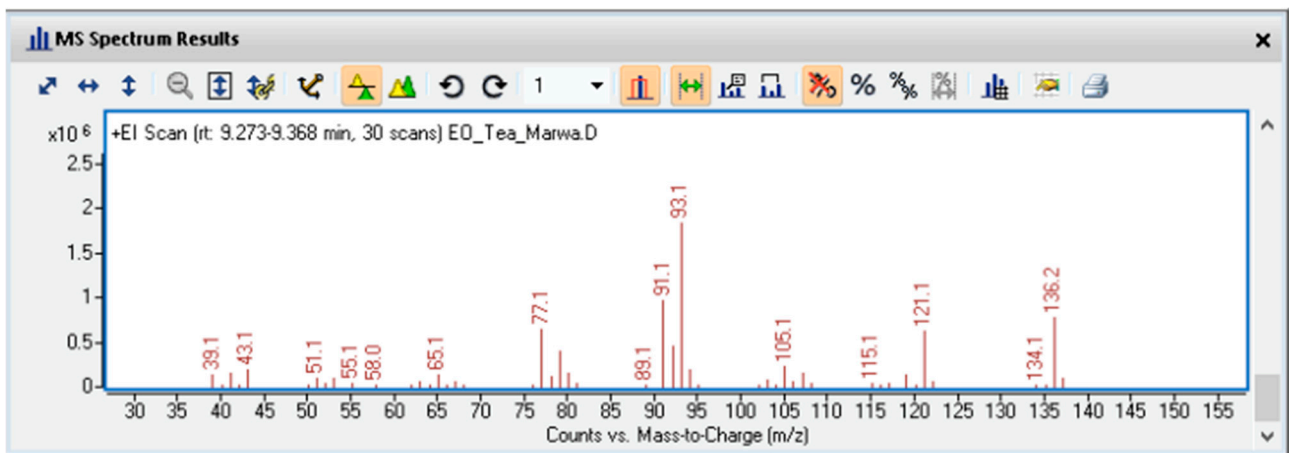 MS Spectrum Results
1 % %
x10 6 +EI Scan (rt: 9.273-9.368 min, 30 scans) EO_Tea_Marwa.D
2.5
2
1.5
1
0.5
0
39.1 43.1 51.1 55.1 58.0 65.1 77.1 89.1 91.1 93.1 105.1 115.1 121.1 134.1 136.2
30 35 40 45 50 55 60 65 70 75 80 85 90 95 100 105 110 115 120 125 130 135 140 145 150 155
Counts vs. Mass-to-Charge (m/z)